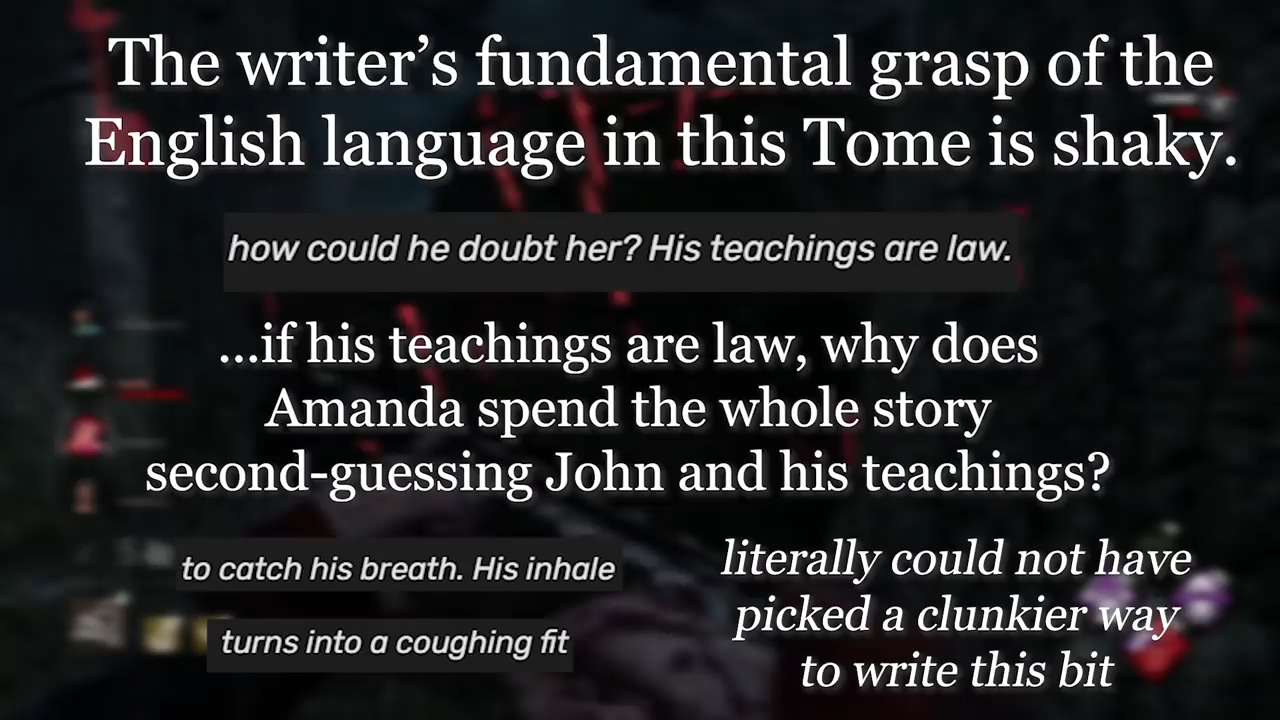 The writer’s fundamental grasp of the
English language in this Tome is shaky.
how could he doubt her? His teachings are law.
...if his teachings are law, why does
Amanda spend the whole story
second-guessing John and his teachings?
to catch his breath. His inhale
turns into a coughing fit
literally could not have
picked a clunkier way
to write this bit